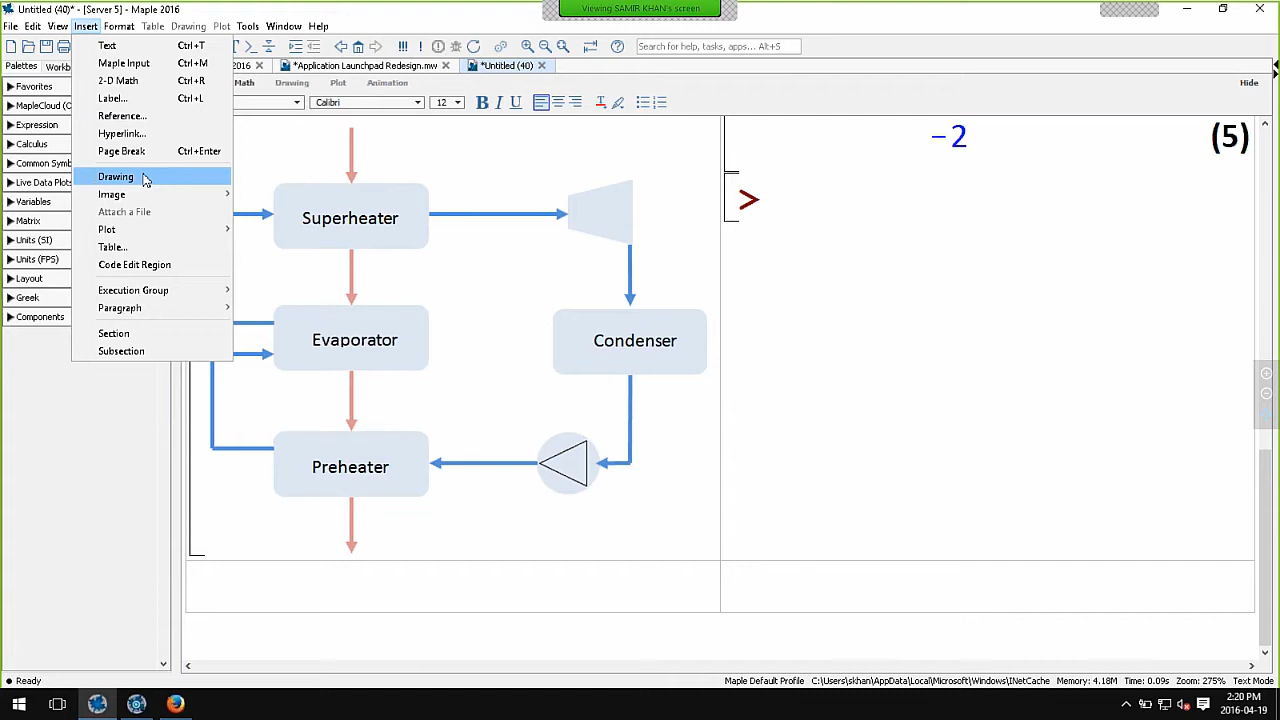 Untitled (40)* - [Server 5] - Maple 2016
Viewing SAMIR KHAN's screen
File Edit View Insert Format Table Drawing Plot Tools Window Help
Search for help, tasks, apps... Alt+S
Palettes Workb
2016 *Application Launchpad Redesign.mw *Untitled (40)
Math Drawing Plot Animation Hide
Calibri 12 B I U
Favorites
MapleCloud (O
Expression
Calculus
Common Symb
Live Data Plots
Variables
Matrix
Units (SI)
Units (FPS)
Layout
Greek
Components
Text Ctrl+T
Maple Input Ctrl+M
2-D Math Ctrl+R
Label... Ctrl+L
Reference...
Hyperlink...
Page Break Ctrl+Enter
Drawing
Image
Attach a File
Plot
Table...
Code Edit Region
Execution Group
Paragraph
Section
Subsection
Superheater
Evaporator
Condenser
Preheater
-2 (5)
>
Ready
Maple Default Profile C:\Users\skhan\AppData\Local\Microsoft\Windows\INetCache Memory: 4.18M Time: 0.09s Zoom: 275% Text Mode
2:20 PM
2016-04-19